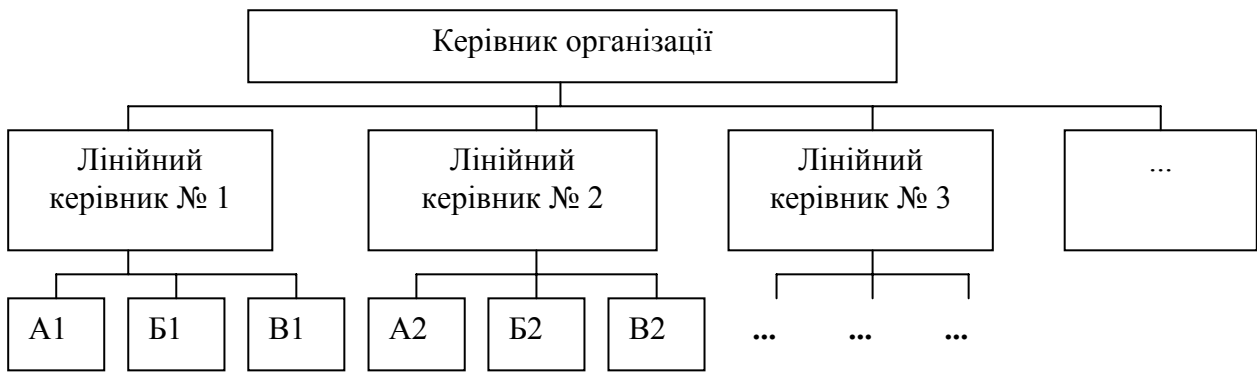 Керівник організації
Лінійний
керівник № 1
Лінійний
керівник № 2
Лінійний
керівник № 3
...
А1
Б1
В1
А2
Б2
В2
...
...
...